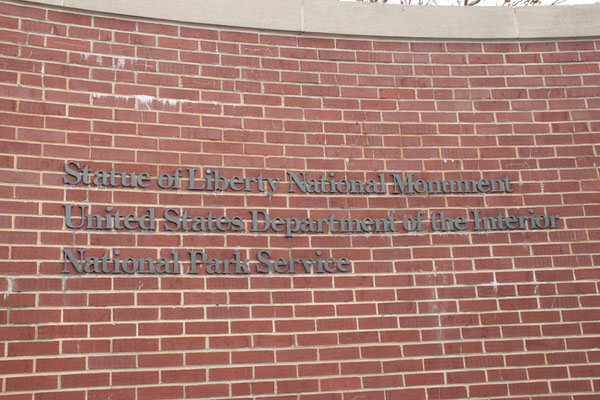 Statue of Liberty National Monument
United States Department of the Interior
National Park Service